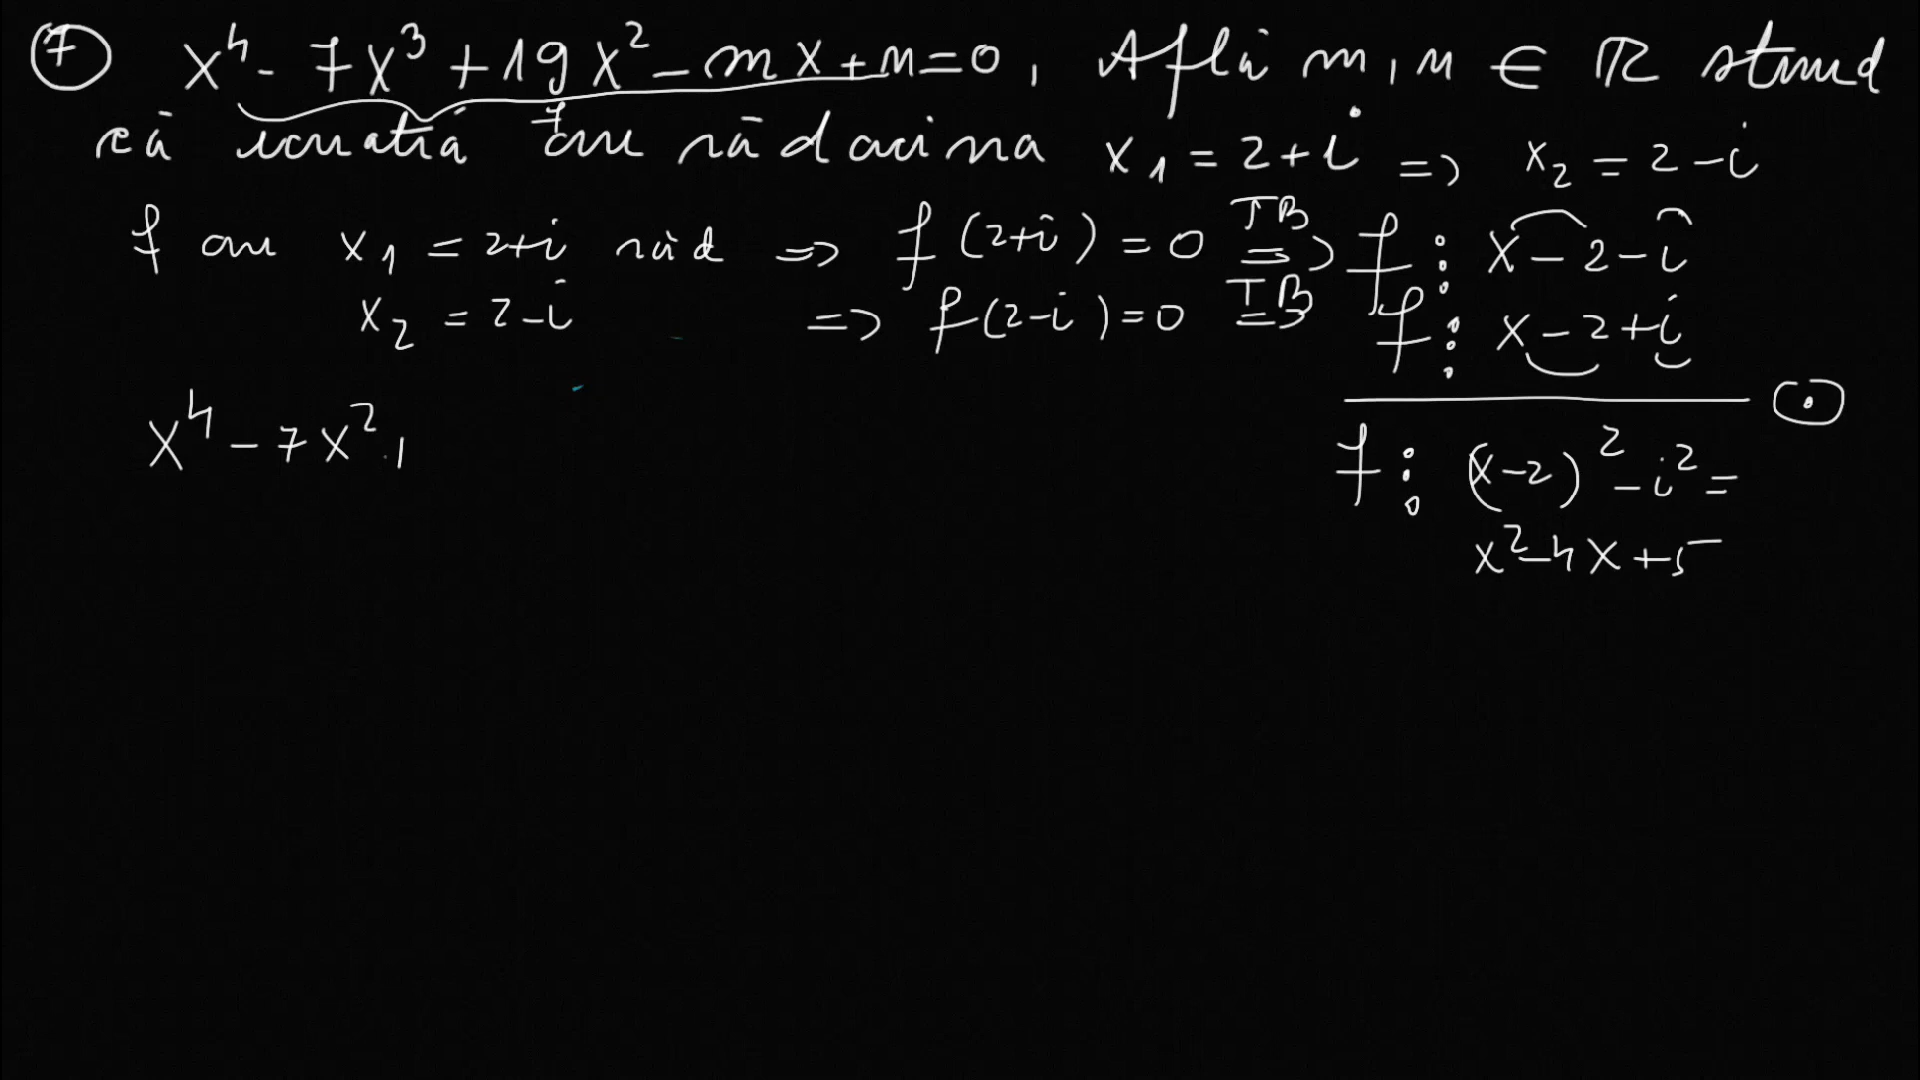 ⑦ x⁴ - 7x³ + 19x² - mx + n = 0, Află m, n ∈ ℝ știind
că ecuația are rădăcina x₁ = 2+i => x₂ = 2-i
f are x₁ = 2+i răd => f(2+i) = 0 TB => f ⋮ x-2-i
x₂ = 2-i => f(2-i) = 0 TB => f ⋮ x-2+i
f ⋮ (x-2)² - i² =
x² - 4x + 5
x⁴ - 7x²